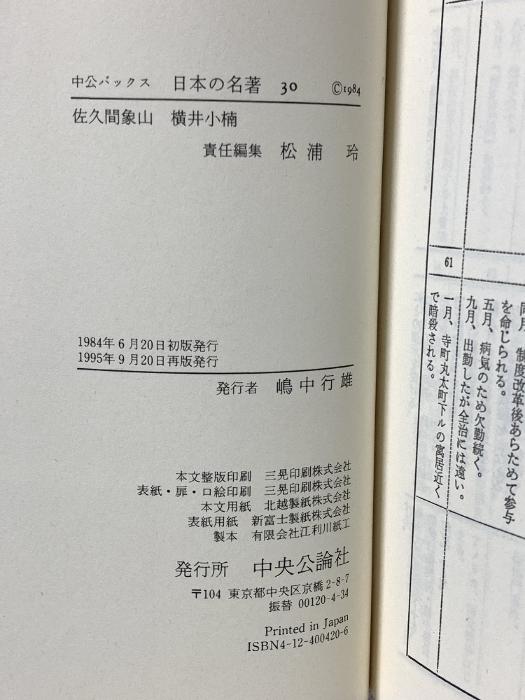 中公バックス 日本の名著 30 ©1984
佐久間象山 横井小楠
責任編集 松浦 玲
1984年6月20日初版発行
1995年9月20日再版発行
発行者 嶋中行雄
本文整版印刷 三晃印刷株式会社
表紙・扉・口絵印刷 三晃印刷株式会社
本文用紙 北越製紙株式会社
表紙用紙 新富士製紙株式会社
製本 有限会社江利川紙工
発行所 中央公論社
〒104 東京都中央区京橋2-8-7
振替 00120-4-34
Printed in Japan
ISBN4-12-400420-6
制度改革後あらためて参与
を命じられる。
五月、病気のため欠勤続く。
九月、出勤したが全治には遠い。
61
一月、寺町丸太町下ルの寓居近く
で暗殺される。